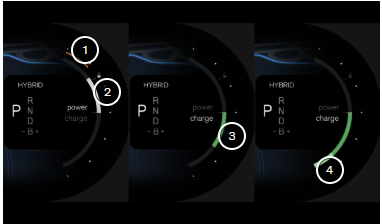 1
HYBRID
2
P
R
N
D
- B +
power
charge
HYBRID
P
R
N
D
- B +
power
charge
3
HYBRID
P
R
N
D
- B +
power
charge
4